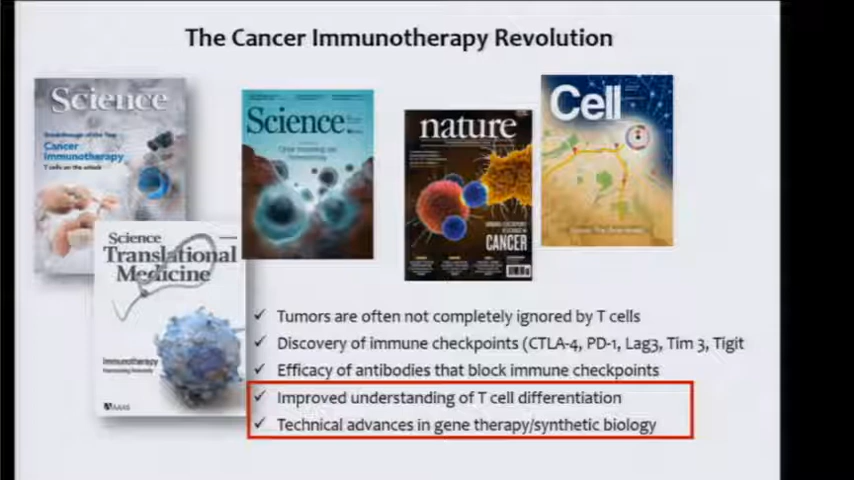 The Cancer Immunotherapy Revolution
Science
Breakthrough of the Year
Cancer
Immunotherapy
T cells on the attack
Science
nature
CANCER
Cell
Science
Translational
Medicine
Immunotherapy
AAAS
✓ Tumors are often not completely ignored by T cells
✓ Discovery of immune checkpoints (CTLA-4, PD-1, Lag3, Tim 3, Tigit
✓ Efficacy of antibodies that block immune checkpoints
✓ Improved understanding of T cell differentiation
✓ Technical advances in gene therapy/synthetic biology